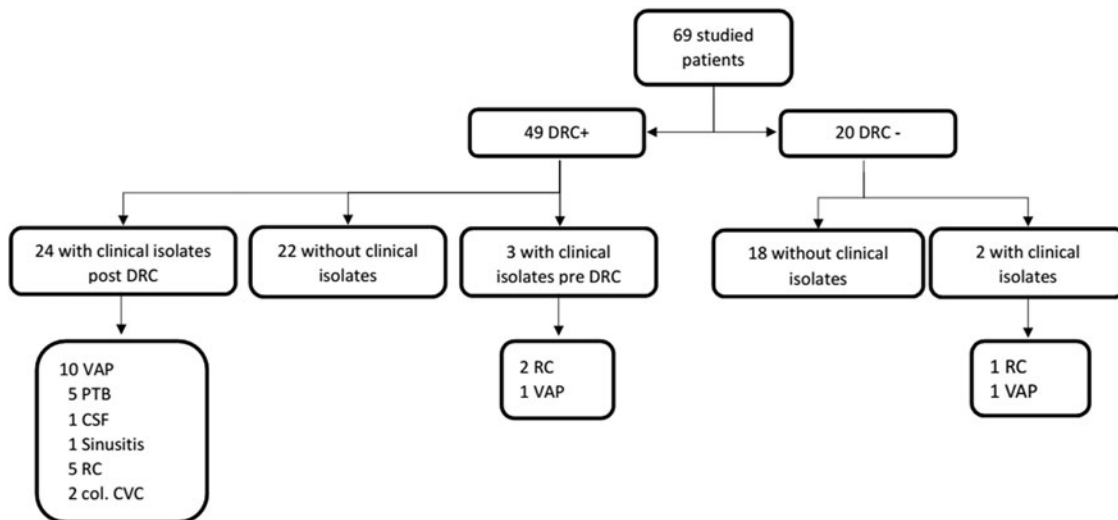 69 studied
patients
49 DRC+
20 DRC -
24 with clinical isolates
post DRC
22 without clinical
isolates
3 with clinical
isolates pre DRC
18 without clinical
isolates
2 with clinical
isolates
10 VAP
5 PTB
1 CSF
1 Sinusitis
5 RC
2 col. CVC
2 RC
1 VAP
1 RC
1 VAP